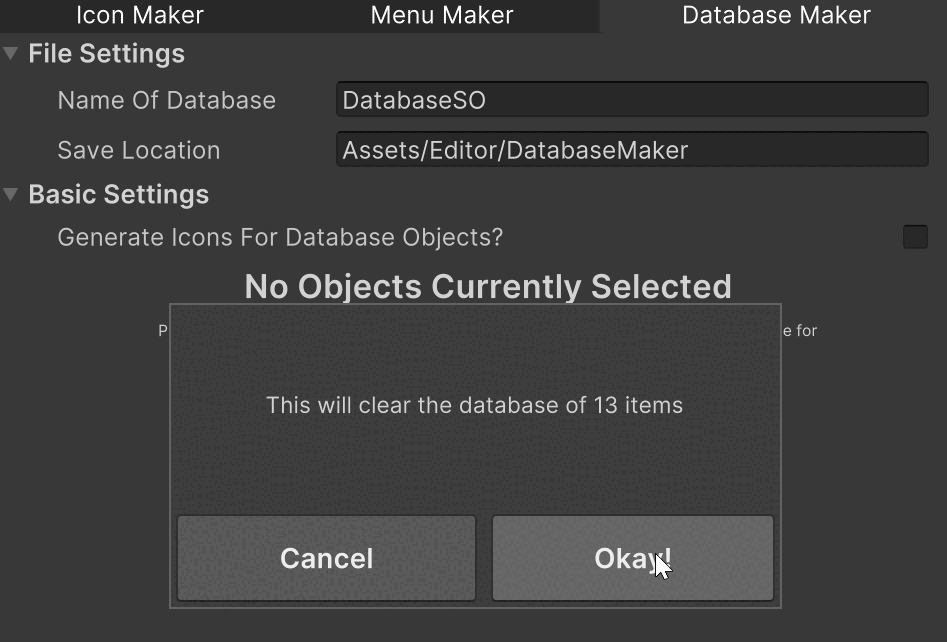 Icon Maker Menu Maker Database Maker
File Settings
Name Of Database DatabaseSO
Save Location Assets/Editor/DatabaseMaker
Basic Settings
Generate Icons For Database Objects?
No Objects Currently Selected
P e for
This will clear the database of 13 items
Cancel Okay!